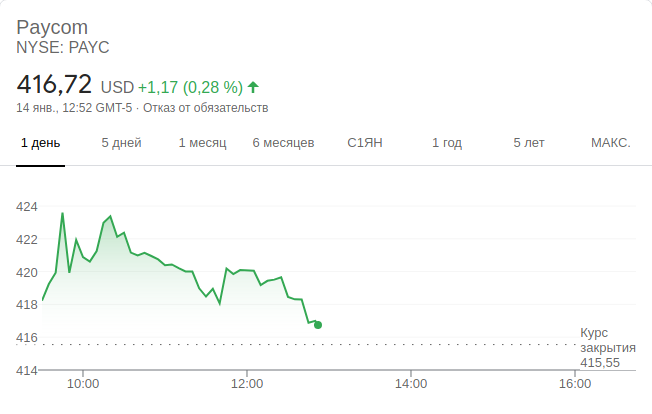 Paycom
NYSE: PAYC
416,72 USD +1,17 (0,28 %)
14 янв., 12:52 GMT-5 · Отказ от обязательств
1 день 5 дней 1 месяц 6 месяцев С1ЯН 1 год 5 лет МАКС.
424
422
420
418
416
414
Курс
закрытия
415,55
10:00 12:00 14:00 16:00